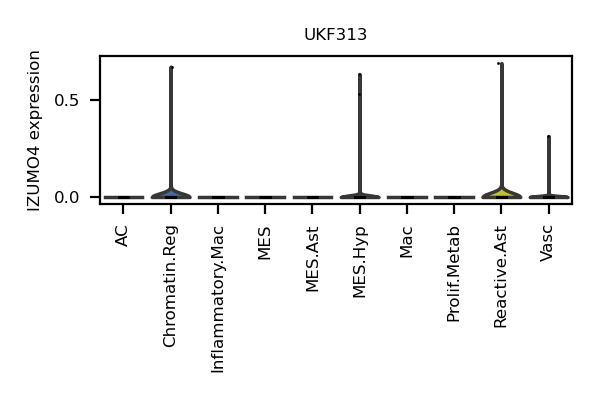 UKF313
IZUMO4 expression
0.5
0.0
AC
Chromatin.Reg
Inflammatory.Mac
MES
MES.Ast
MES.Hyp
Mac
Prolif.Metab
Reactive.Ast
Vasc